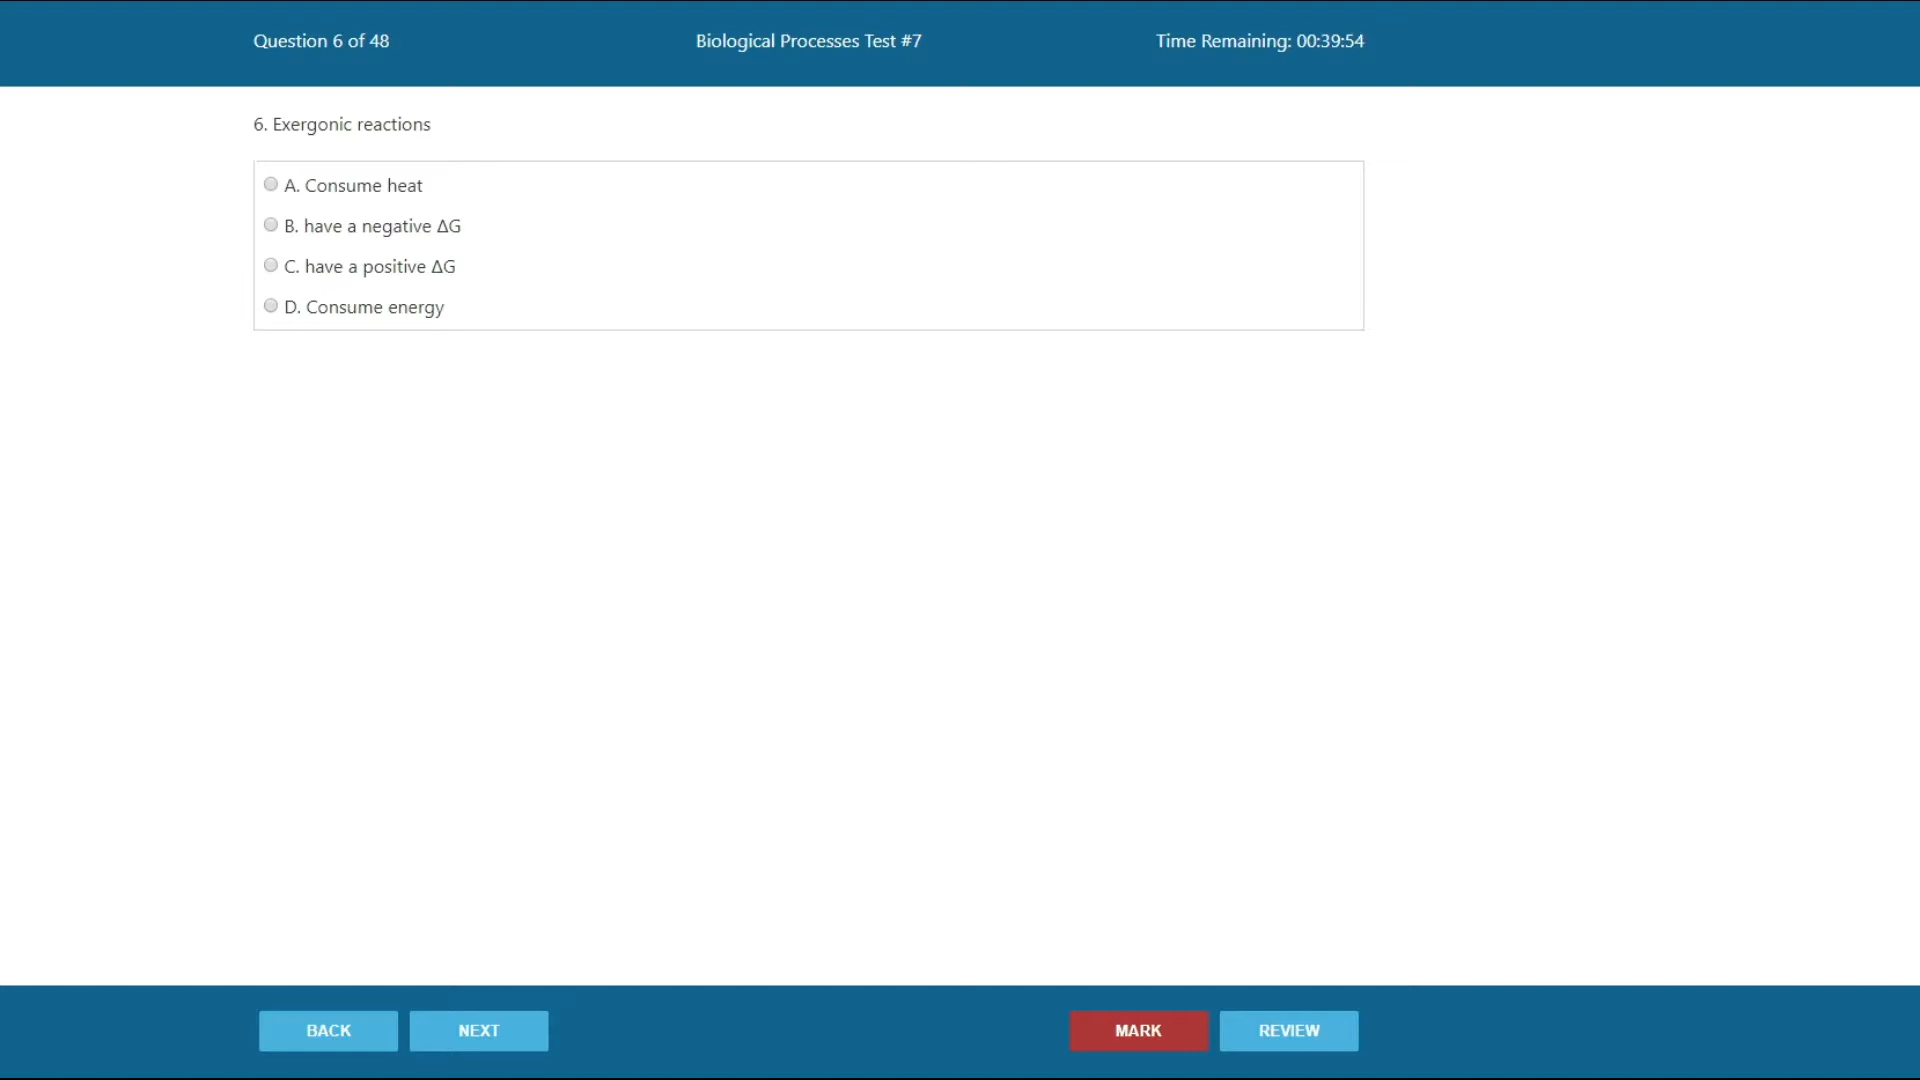 Question 6 of 48
Biological Processes Test #7
Time Remaining: 00:39:54
6. Exergonic reactions
A. Consume heat
B. have a negative ΔG
C. have a positive ΔG
D. Consume energy
BACK
NEXT
MARK
REVIEW